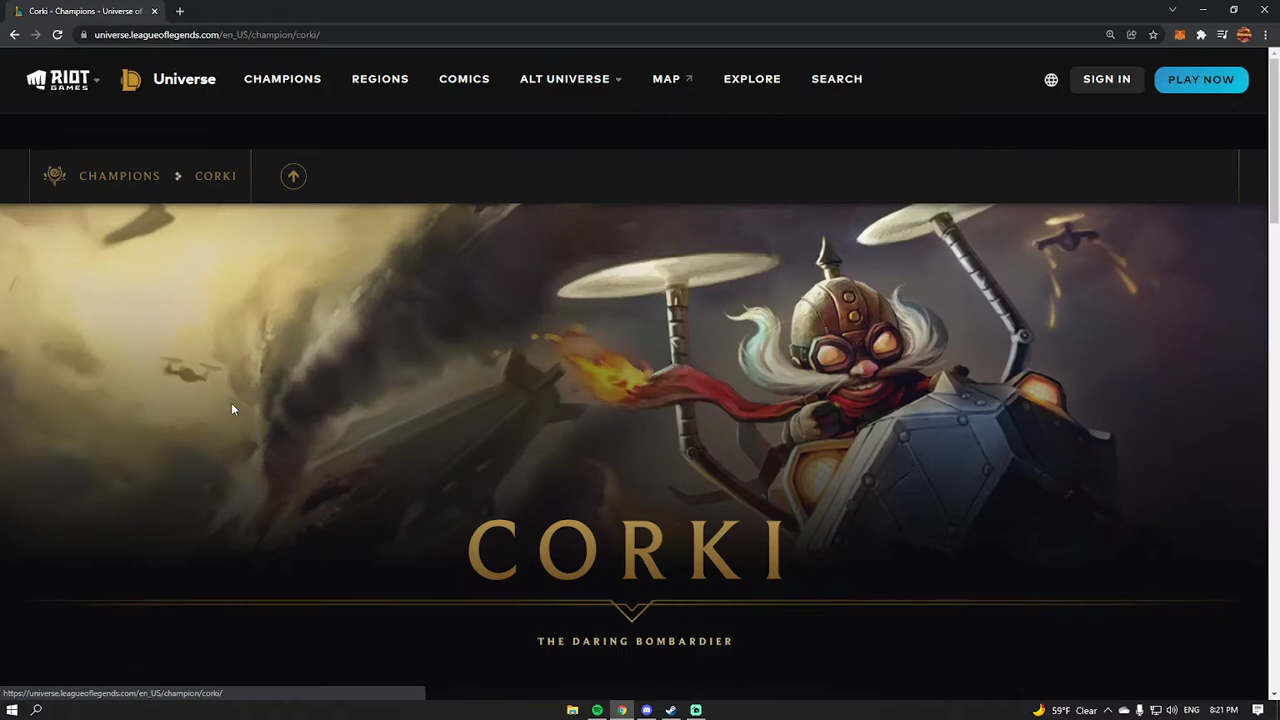 Corki - Champions - Universe of
universe.leagueoflegends.com/en_US/champion/corki/
RIOT GAMES Universe CHAMPIONS REGIONS COMICS ALT UNIVERSE MAP EXPLORE SEARCH SIGN IN PLAY NOW
CHAMPIONS CORKI
CORKI
THE DARING BOMBARDIER
https://universe.leagueoflegends.com/en_US/champion/corki/
59°F Clear ENG 8:21 PM